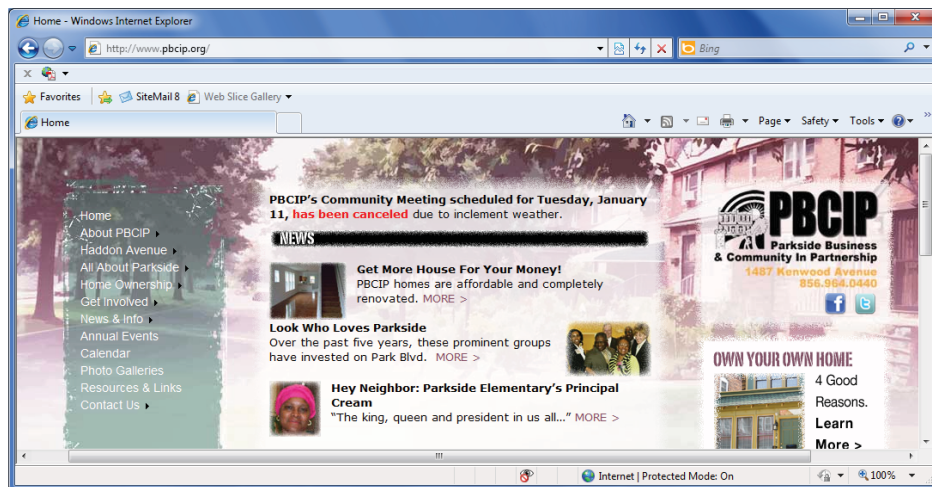 Home - Windows Internet Explorer
http://www.pbcip.org/
Bing
Favorites
SiteMail 8
Web Slice Gallery
Home
Page
Safety
Tools
PBCIP's Community Meeting scheduled for Tuesday, January
11, has been canceled due to inclement weather.
NEWS
Get More House For Your Money!
PBCIP homes are affordable and completely
renovated. MORE >
Look Who Loves Parkside
Over the past five years, these prominent groups
have invested on Park Blvd. MORE >
Hey Neighbor: Parkside Elementary's Principal
Cream
"The king, queen and president in us all..." MORE >
Home
About PBCIP
Haddon Avenue
All About Parkside
Home Ownership
Get Involved
News & Info
Annual Events
Calendar
Photo Galleries
Resources & Links
Contact Us
PBCIP
Parkside Business
& Community In Partnership
1487 Kenwood Avenue
856.964.0440
OWN YOUR OWN HOME
4 Good
Reasons.
Learn
More >
Internet | Protected Mode: On
100%